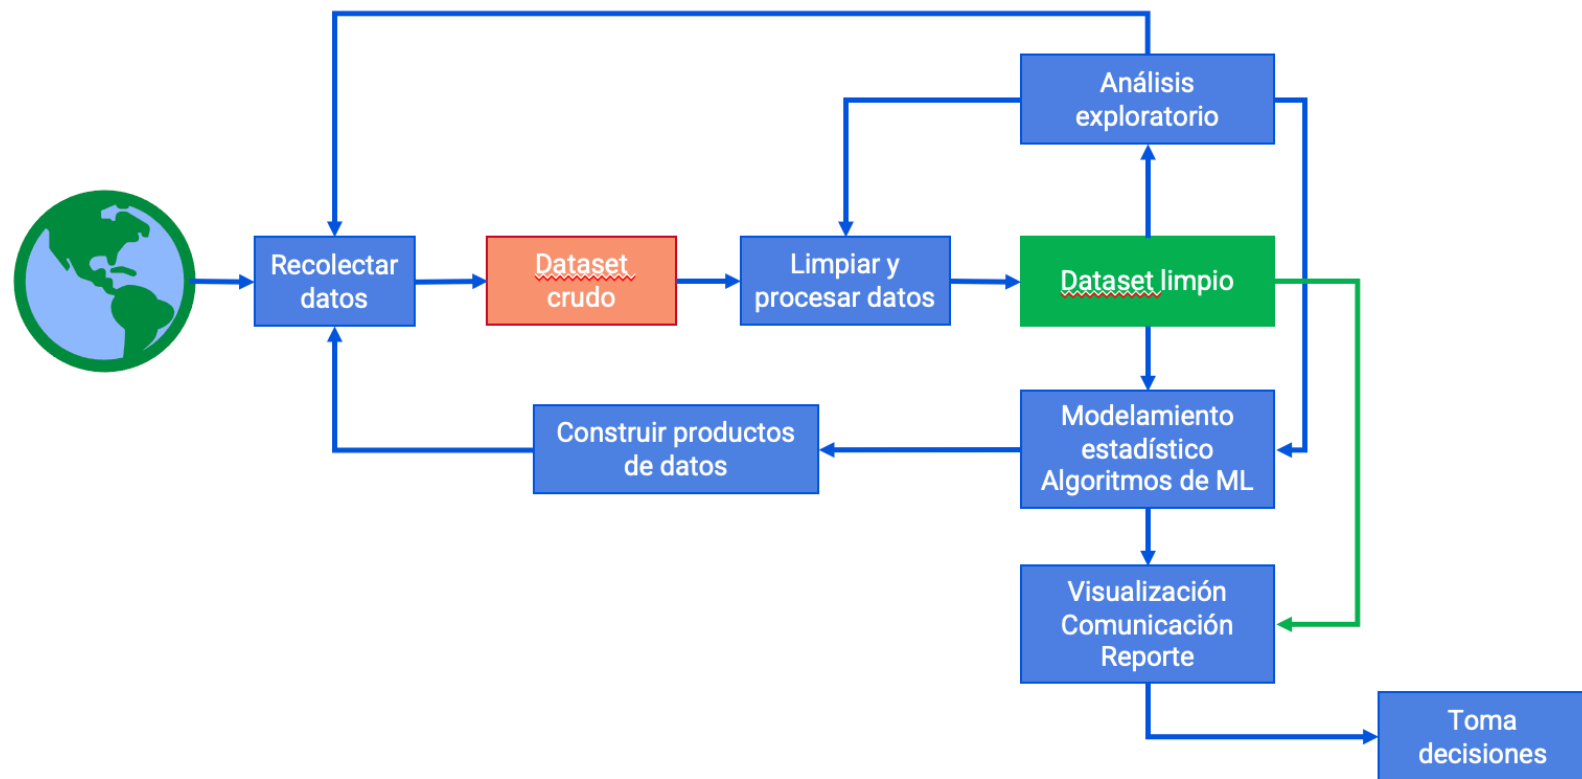 Análisis
exploratorio
Recolectar
datos
Dataset
crudo
Limpiar y
procesar datos
Dataset limpio
Construir productos
de datos
Modelamiento
estadístico
Algoritmos de ML
Visualización
Comunicación
Reporte
Toma
decisiones